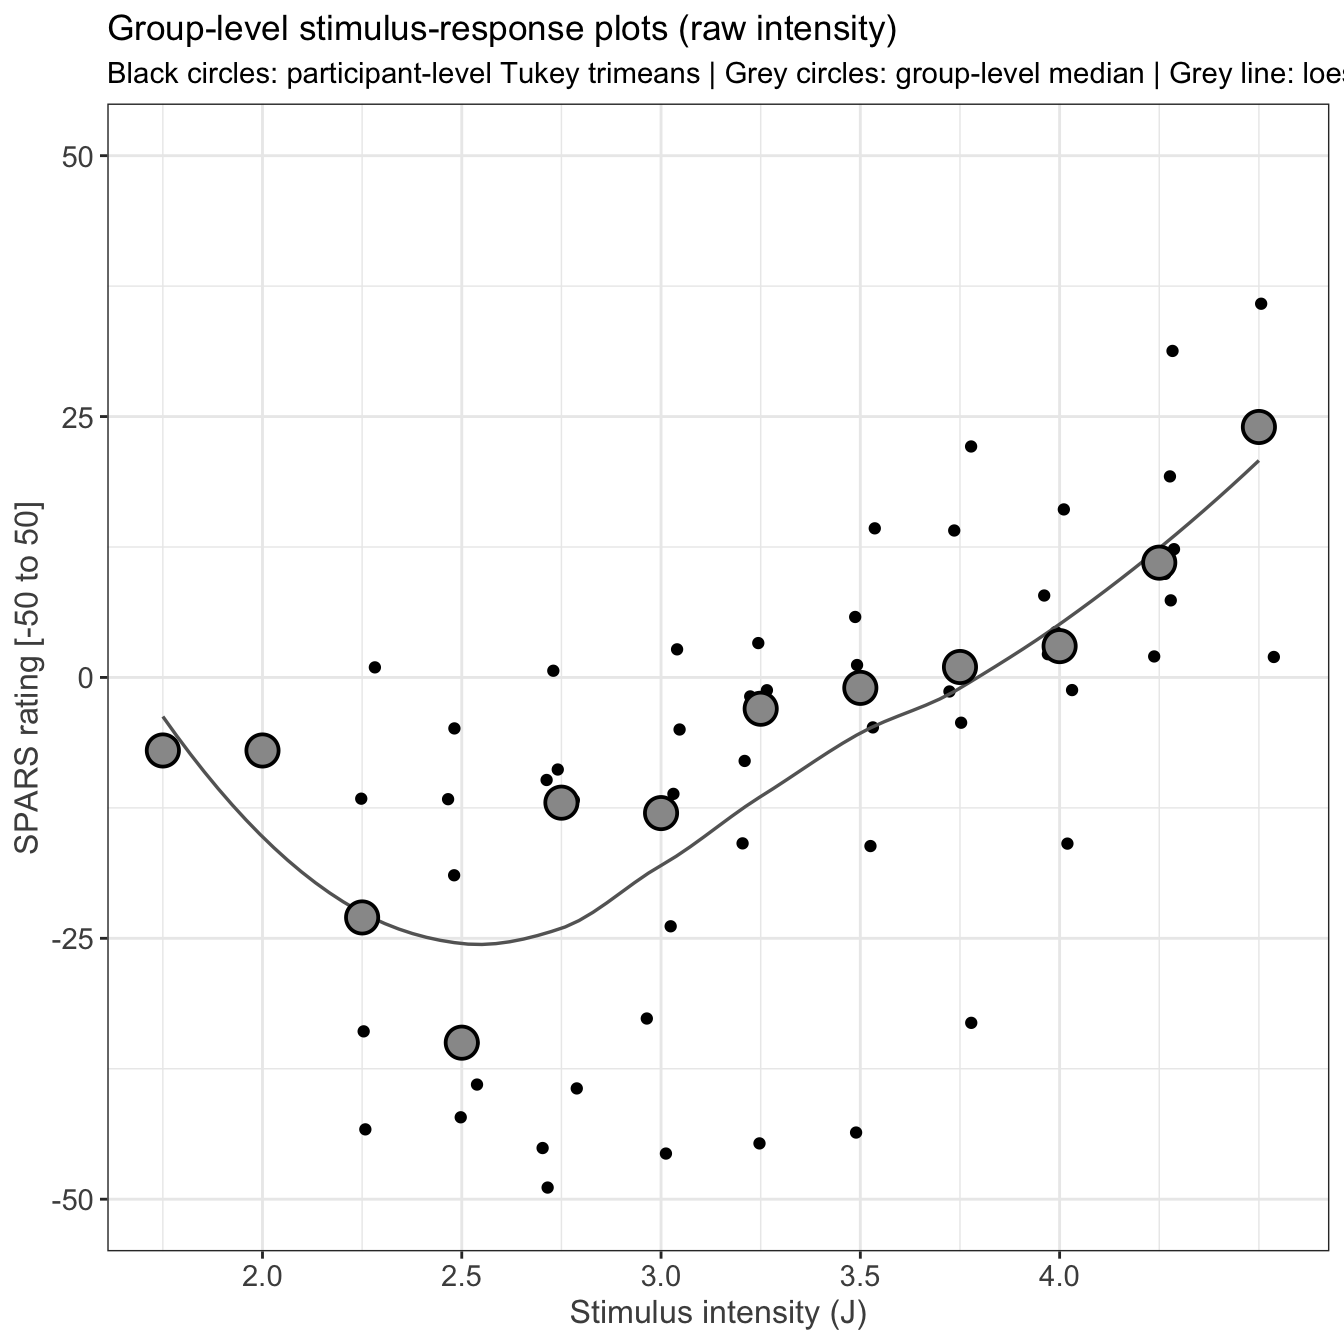 Group-level stimulus-response plots (raw intensity)
Black circles: participant-level Tukey trimeans | Grey circles: group-level median | Grey line: loes
50
25
0
-25
-50
SPARS rating [-50 to 50]
2.0 2.5 3.0 3.5 4.0
Stimulus intensity (J)